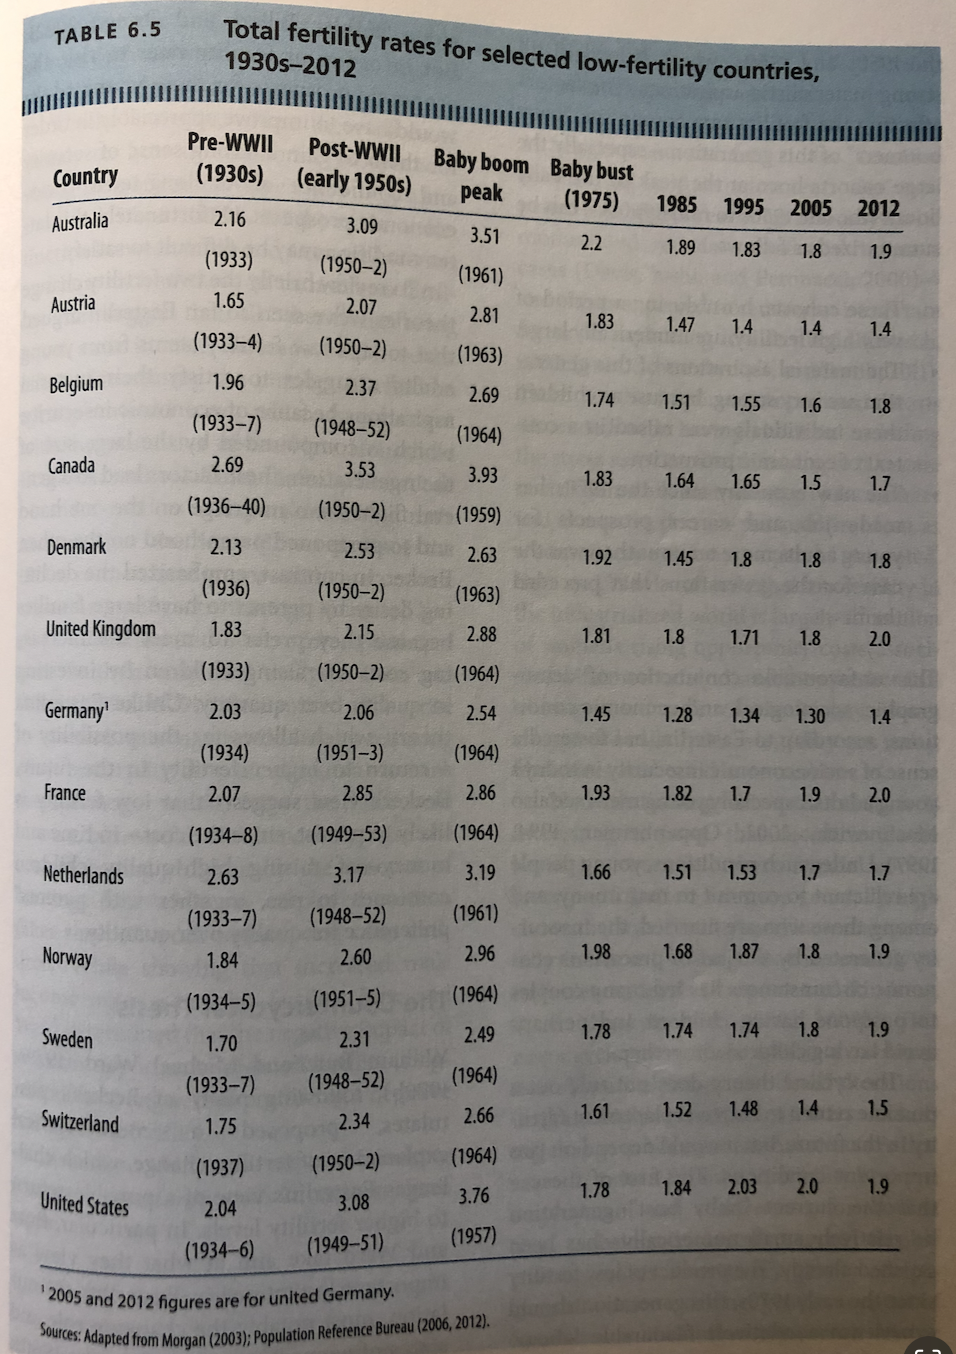 TABLE 6.5 Total fertility rates for selected low-fertility countries,
1930s–2012
Country Pre-WWII (1930s) Post-WWII (early 1950s) Baby boom peak Baby bust (1975) 1985 1995 2005 2012
Australia 2.16 3.09 3.51 2.2 1.89 1.83 1.8 1.9
(1933) (1950–2) (1961)
Austria 1.65 2.07 2.81 1.83 1.47 1.4 1.4 1.4
(1933–4) (1950–2) (1963)
Belgium 1.96 2.37 2.69 1.74 1.51 1.55 1.6 1.8
(1933–7) (1948–52) (1964)
Canada 2.69 3.53 3.93 1.83 1.64 1.65 1.5 1.7
(1936–40) (1950–2) (1959)
Denmark 2.13 2.53 2.63 1.92 1.45 1.8 1.8 1.8
(1936) (1950–2) (1963)
United Kingdom 1.83 2.15 2.88 1.81 1.8 1.71 1.8 2.0
(1933) (1950–2) (1964)
Germany¹ 2.03 2.06 2.54 1.45 1.28 1.34 1.30 1.4
(1934) (1951–3) (1964)
France 2.07 2.85 2.86 1.93 1.82 1.7 1.9 2.0
(1934–8) (1949–53) (1964)
Netherlands 2.63 3.17 3.19 1.66 1.51 1.53 1.7 1.7
(1933–7) (1948–52) (1961)
Norway 1.84 2.60 2.96 1.98 1.68 1.87 1.8 1.9
(1934–5) (1951–5) (1964)
Sweden 1.70 2.31 2.49 1.78 1.74 1.74 1.8 1.9
(1933–7) (1948–52) (1964)
Switzerland 1.75 2.34 2.66 1.61 1.52 1.48 1.4 1.5
(1937) (1950–2) (1964)
United States 2.04 3.08 3.76 1.78 1.84 2.03 2.0 1.9
(1934–6) (1949–51) (1957)
¹ 2005 and 2012 figures are for united Germany.
Sources: Adapted from Morgan (2003); Population Reference Bureau (2006, 2012).